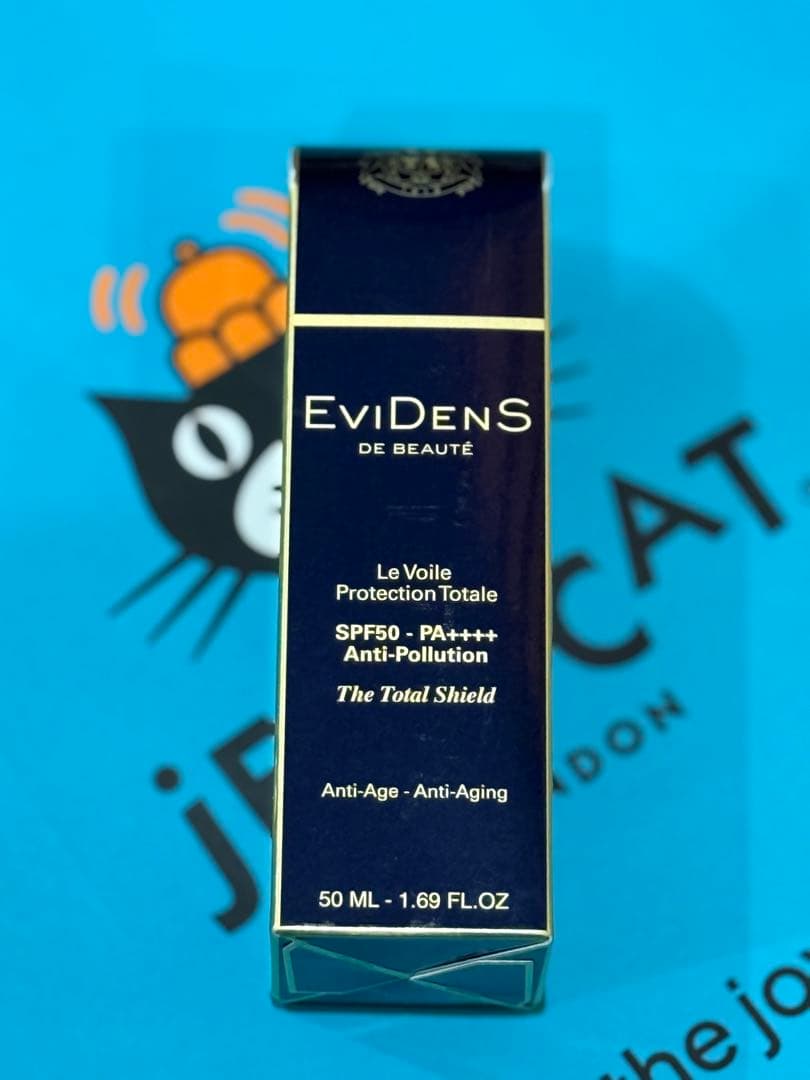 EviDenS
DE BEAUTÉ
Le Voile
Protection Totale
SPF50 - PA++++
Anti-Pollution
The Total Shield
Anti-Age - Anti-Aging
50 ML - 1.69 FL.OZ
CAT
the